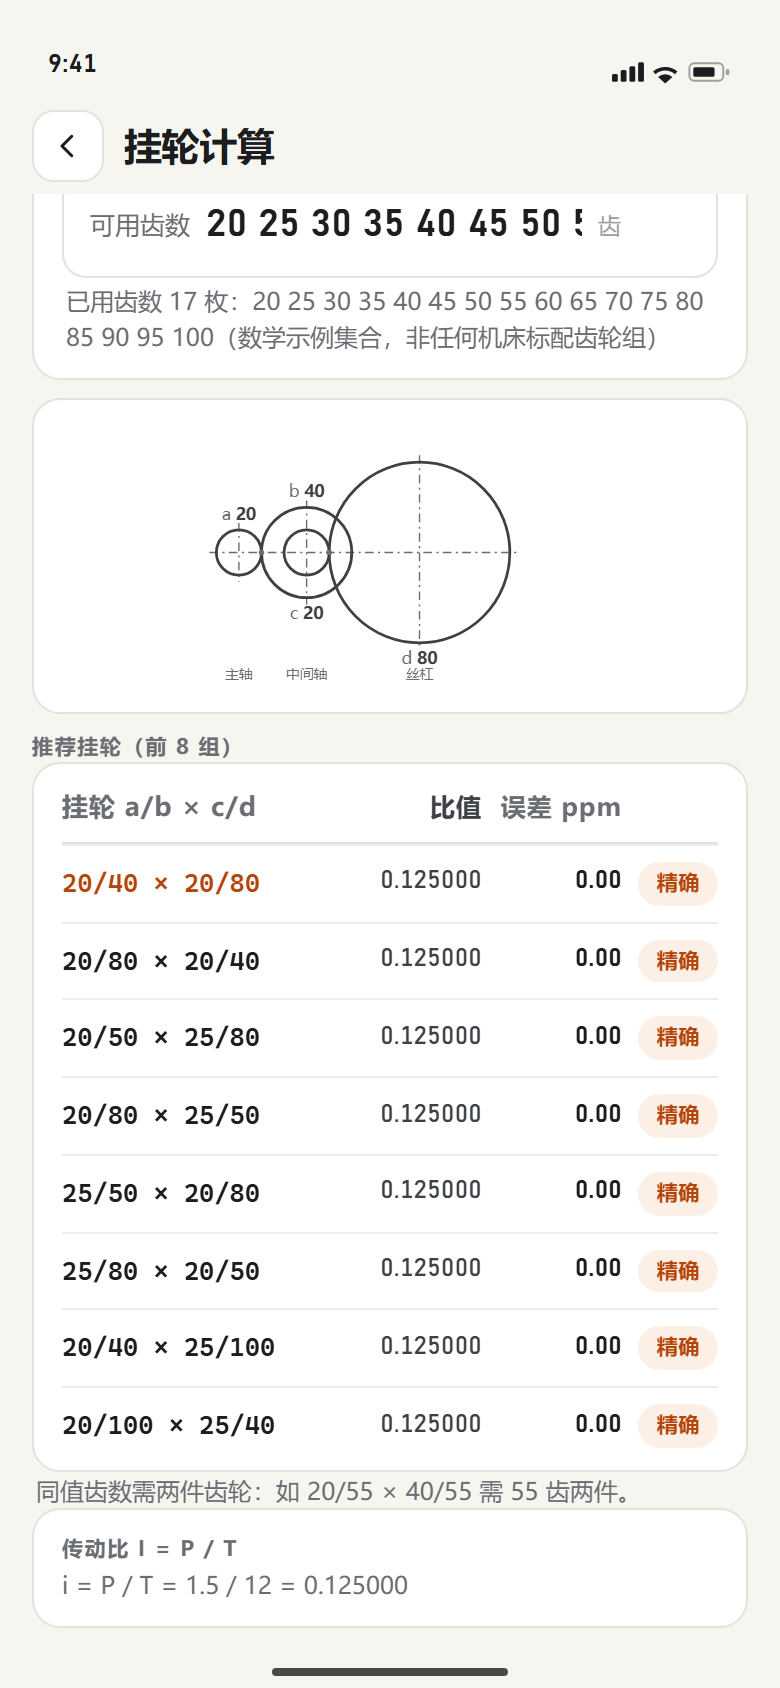 9:41
挂轮计算
可用齿数 20 25 30 35 40 45 50 齿
已用齿数 17 枚：20 25 30 35 40 45 50 55 60 65 70 75 80
85 90 95 100（数学示例集合，非任何机床标配齿轮组）
b 40
a 20
c 20
d 80
主轴 中间轴 丝杠
推荐挂轮（前 8 组）
挂轮 a/b × c/d 比值 误差 ppm
20/40 × 20/80 0.125000 0.00 精确
20/80 × 20/40 0.125000 0.00 精确
20/50 × 25/80 0.125000 0.00 精确
20/80 × 25/50 0.125000 0.00 精确
25/50 × 20/80 0.125000 0.00 精确
25/80 × 20/50 0.125000 0.00 精确
20/40 × 25/100 0.125000 0.00 精确
20/100 × 25/40 0.125000 0.00 精确
同值齿数需两件齿轮：如 20/55 × 40/55 需 55 齿两件。
传动比 I = P / T
i = P / T = 1.5 / 12 = 0.125000